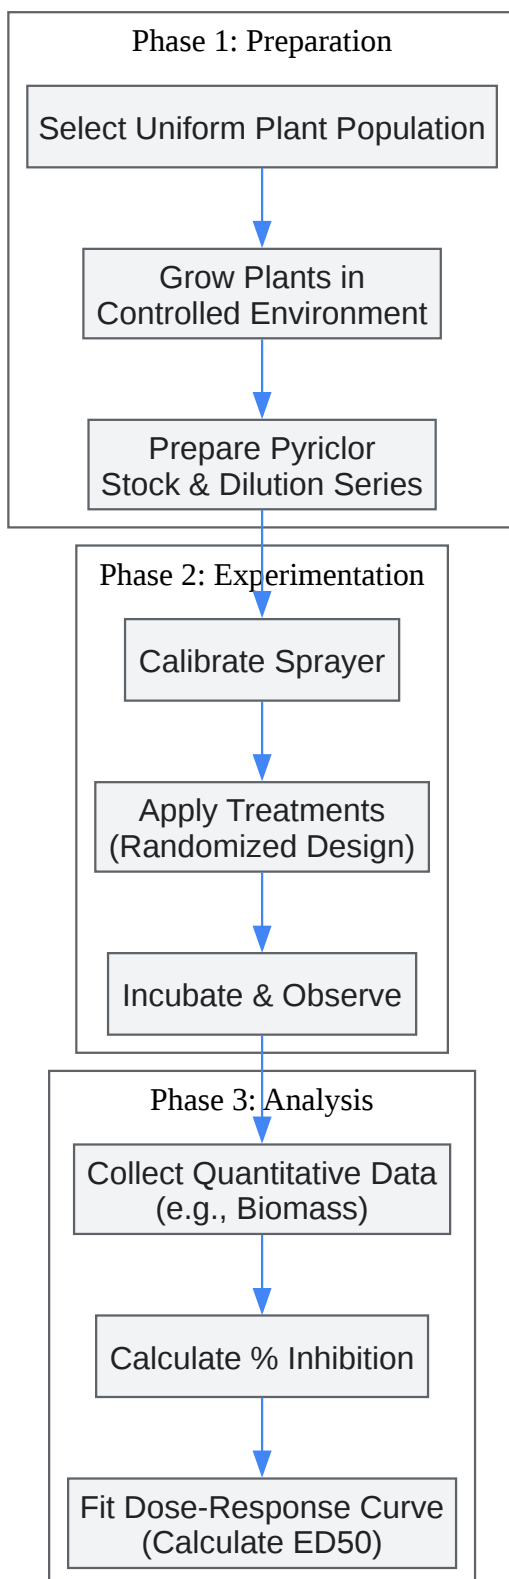 Phase 1: Preparation
Select Uniform Plant Population
Grow Plants in
Controlled Environment
Prepare Pyriclor
Stock & Dilution Series
Phase 2: Experimentation
Calibrate Sprayer
Apply Treatments
(Randomized Design)
Incubate & Observe
Phase 3: Analysis
Collect Quantitative Data
(e.g., Biomass)
Calculate % Inhibition
Fit Dose-Response Curve
(Calculate ED50)